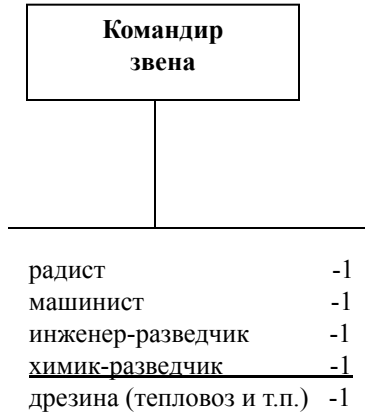 Командир
звена
радист -1
машинист -1
инженер-разведчик -1
химик-разведчик -1
дрезина (тепловоз и т.п.) -1